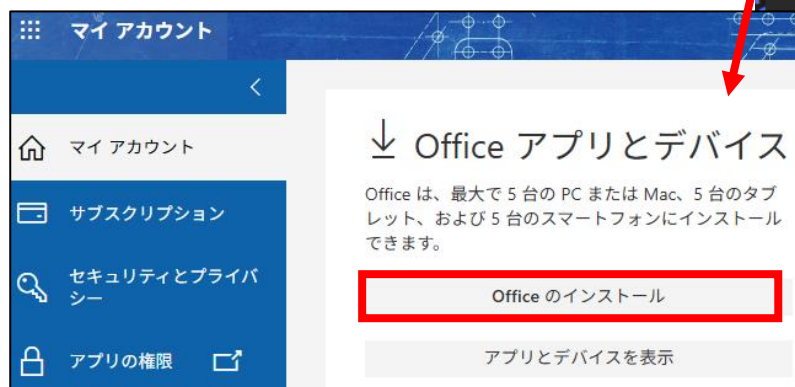 マイ アカウント
マイ アカウント
サブスクリプション
セキュリティとプライバ
シー
アプリの権限
Office アプリとデバイス
Office は、最大で 5 台の PC または Mac、5 台のタブ
レット、および 5 台のスマートフォンにインストール
できます。
Office のインストール
アプリとデバイスを表示